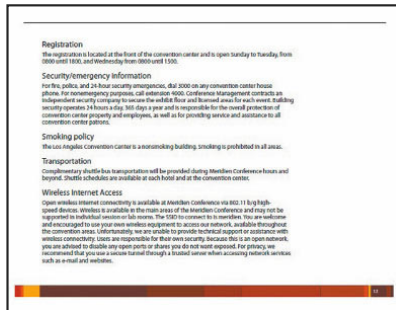 Registration
The registration is located at the front of the convention center and is open Sunday to Tuesday, from
0800 until 1800, and Wednesday from 0800 until 1500.
Security/emergency information
For fire, police, and 24-hour security emergencies, dial 3000 on any convention center house
phone. For nonemergency purposes, call extension 4000. Conference Management contracts an
independent security company to secure the exhibit floor and licensed areas for each event. Building
security operates 24 hours a day, 365 days a year and is responsible for the overall protection of
convention center property and employees, as well as for providing service and assistance to all
convention center patrons.
Smoking policy
The Los Angeles Convention Center is a nonsmoking building. Smoking is prohibited in all areas.
Transportation
Complimentary shuttle bus transportation will be provided during Meridien Conference hours and
beyond. Shuttle schedules are available at each hotel and at the convention center.
Wireless Internet Access
Open wireless Internet connectivity is available at Meridien Conference via 802.11 b/g high-
speed devices. Wireless is available in the main areas of the Meridien Conference and may not be
supported in individual session or lab rooms. The SSID to connect to is meridien. You are welcome
and encouraged to use your own wireless equipment to access our network, available throughout
the convention areas. Unfortunately, we are unable to provide technical support or assistance with
wireless connectivity. Users are responsible for their own security. Because this is an open network,
you are advised to disable any open ports or shares you do not want exposed. For privacy, we
recommend that you use a secure tunnel through a trusted server when accessing network services
such as e-mail and websites.